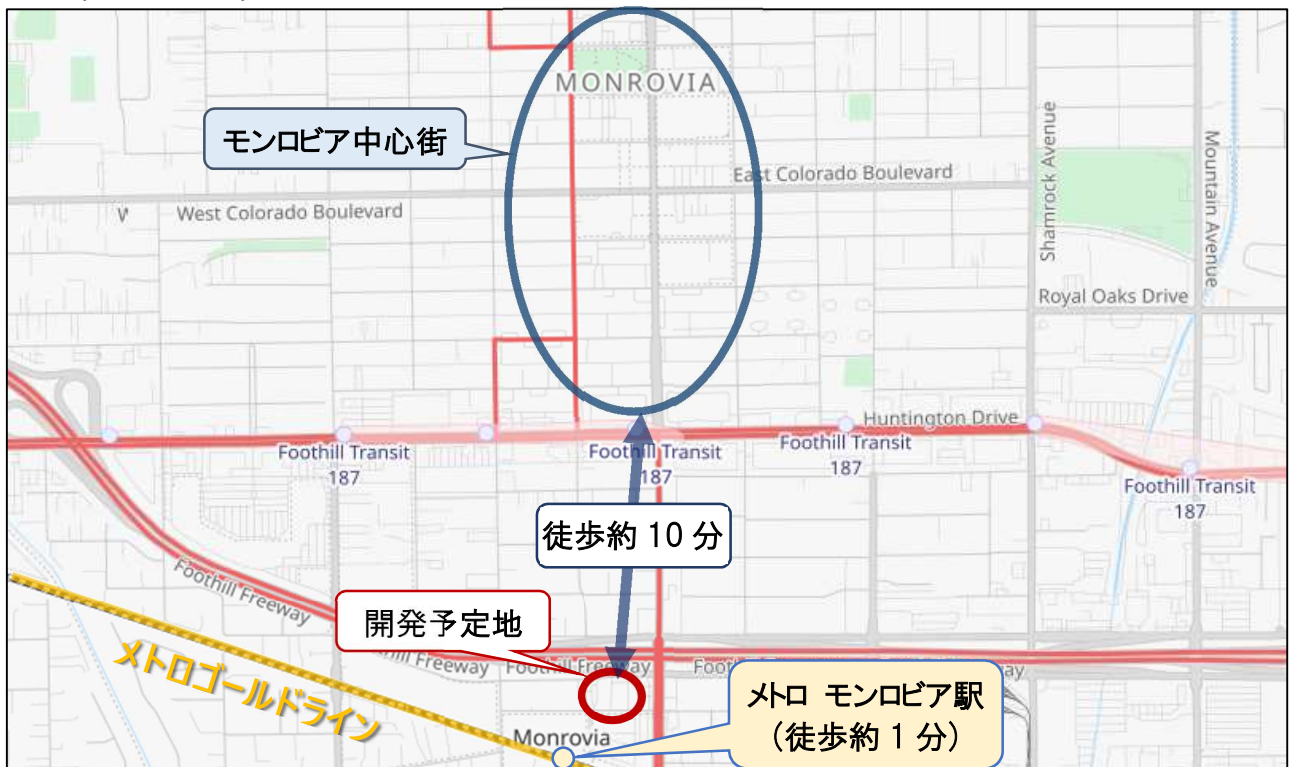 MONROVIA
モンロビア中心街
East Colorado Boulevard
West Colorado Boulevard
Shamrock Avenue
Mountain Avenue
Royal Oaks Drive
Huntington Drive
Foothill Transit
187
Foothill Transit
187
Foothill Transit
187
Foothill Transit
187
徒歩約 10 分
Foothill Freeway
開発予定地
メトロゴールドライン
hill Freeway
Foothill Freeway
Foot
ay
メトロ モンロビア駅
（徒歩約 1 分）
Monrovia